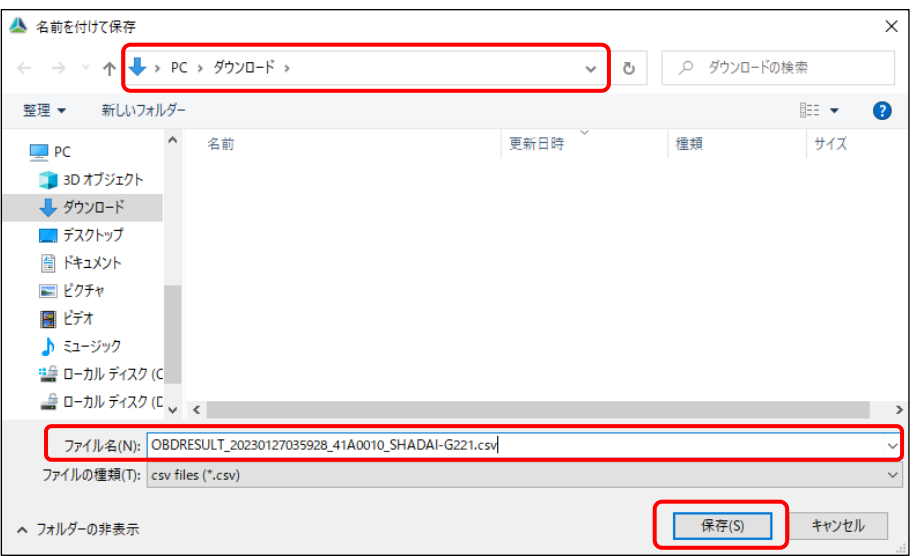 名前を付けて保存
PC › ダウンロード ›
ダウンロードの検索
整理 新しいフォルダー
名前 更新日時 種類 サイズ
PC
3D オブジェクト
ダウンロード
デスクトップ
ドキュメント
ピクチャ
ビデオ
ミュージック
ローカル ディスク (C
ローカル ディスク (D
ファイル名(N): OBDRESULT_20230127035928_41A0010_SHADAI-G221.csv
ファイルの種類(T): csv files (*.csv)
フォルダーの非表示
保存(S) キャンセル